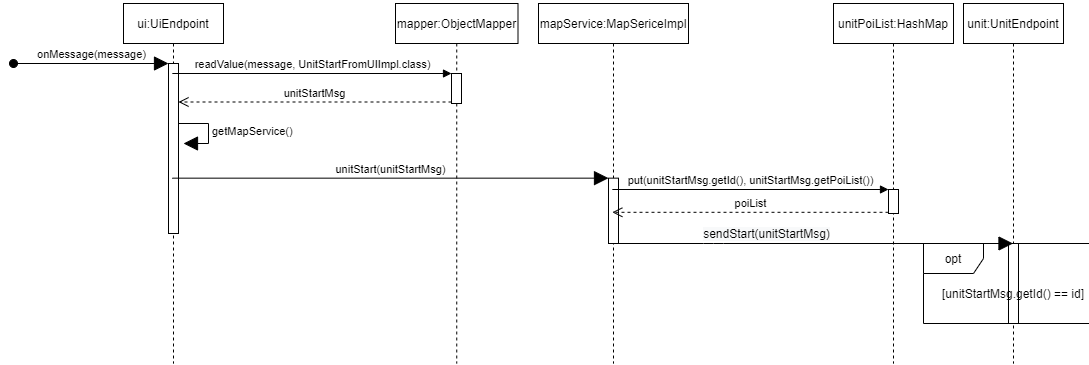 ui:UiEndpoint
mapper:ObjectMapper
mapService:MapSericeImpl
unitPoiList:HashMap
unit:UnitEndpoint
onMessage(message)
readValue(message, UnitStartFromUIImpl.class)
unitStartMsg
getMapService()
unitStart(unitStartMsg)
put(unitStartMsg.getId(), unitStartMsg.getPoiList())
poiList
sendStart(unitStartMsg)
opt
[unitStartMsg.getId() == id]